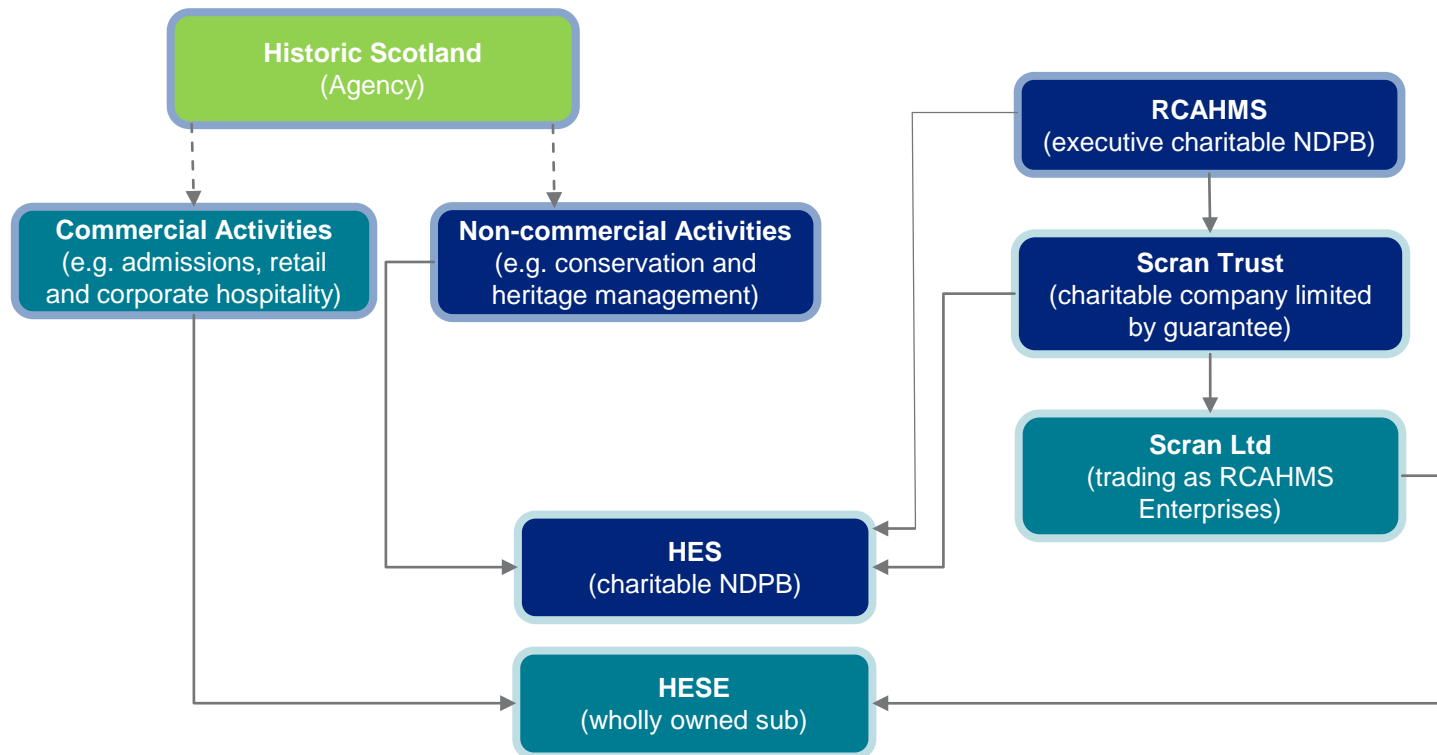 Historic Scotland
(Agency)
RCAHMS
(executive charitable NDPB)
Commercial Activities
(e.g. admissions, retail
and corporate hospitality)
Non-commercial Activities
(e.g. conservation and
heritage management)
Scran Trust
(charitable company limited
by guarantee)
Scran Ltd
(trading as RCAHMS
Enterprises)
HES
(charitable NDPB)
HESE
(wholly owned sub)